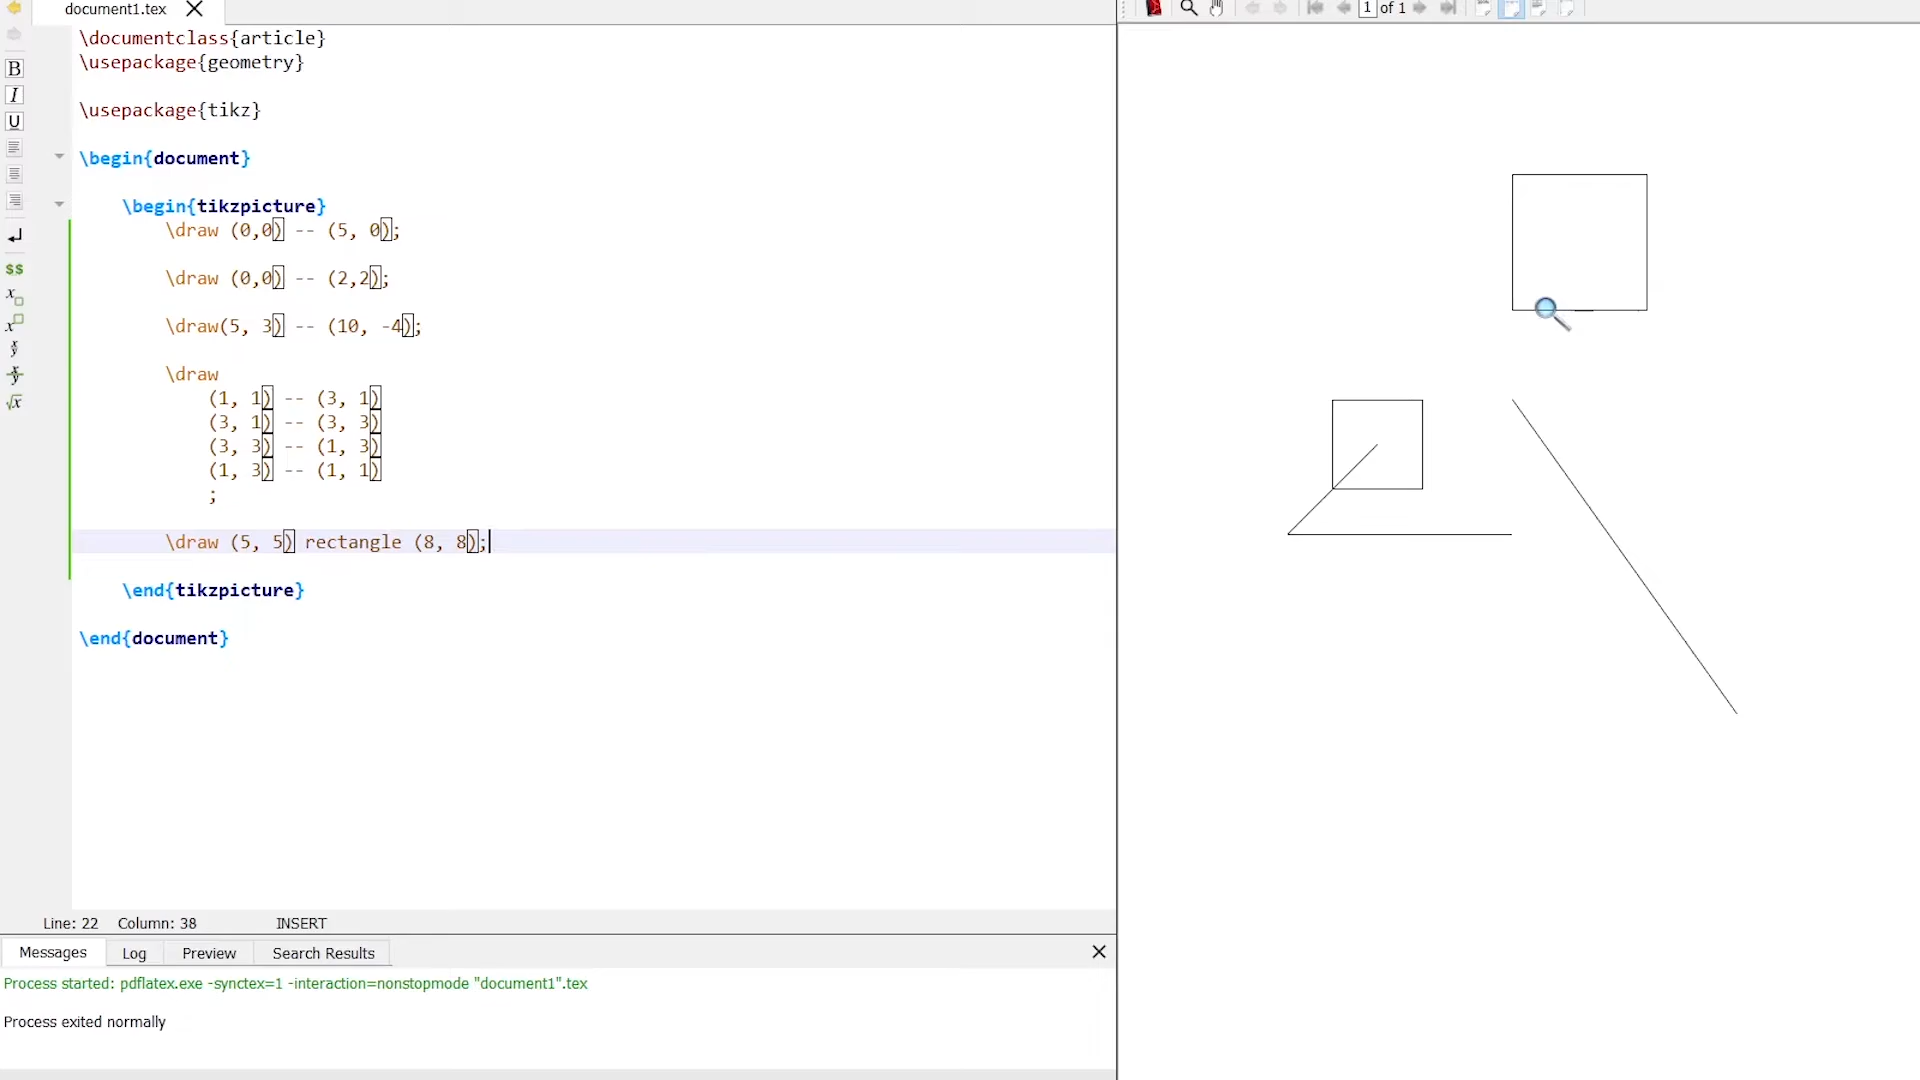 document1.tex
1 of 1
\documentclass{article}
\usepackage{geometry}
\usepackage{tikz}
\begin{document}
\begin{tikzpicture}
\draw (0,0) -- (5, 0);
\draw (0,0) -- (2,2);
\draw(5, 3) -- (10, -4);
\draw
(1, 1) -- (3, 1)
(3, 1) -- (3, 3)
(3, 3) -- (1, 3)
(1, 3) -- (1, 1)
;
\draw (5, 5) rectangle (8, 8);
\end{tikzpicture}
\end{document}
B
I
U
$$
x
x
x
y
x
y
√x
Line: 22 Column: 38 INSERT
Messages Log Preview Search Results
Process started: pdflatex.exe -synctex=1 -interaction=nonstopmode "document1".tex
Process exited normally